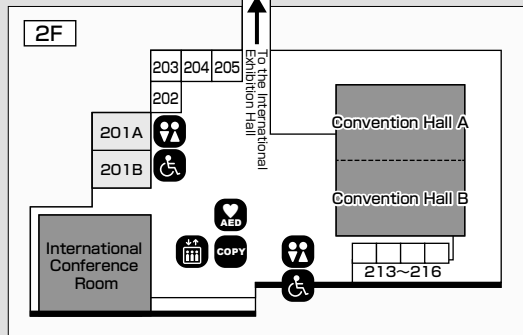 2F
203 204 205
To the International
Exhibition Hall
202
201A
201B
Convention Hall A
Convention Hall B
AED
COPY
213～216
International
Conference
Room